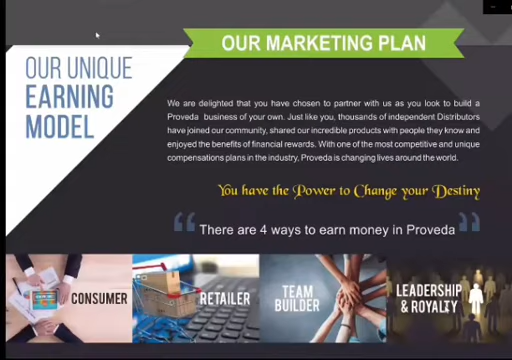 OUR MARKETING PLAN
OUR UNIQUE
EARNING
MODEL
We are delighted that you have chosen to partner with us as you look to build a
Proveda business of your own. Just like you, thousands of independent Distributors
have joined our community, shared our incredible products with people they know and
enjoyed the benefits of financial rewards. With one of the most competitive and unique
compensations plans in the industry, Proveda is changing lives around the world.
You have the Power to Change your Destiny
“ There are 4 ways to earn money in Proveda ”
CONSUMER
RETAILER
TEAM
BUILDER
LEADERSHIP
& ROYALTY